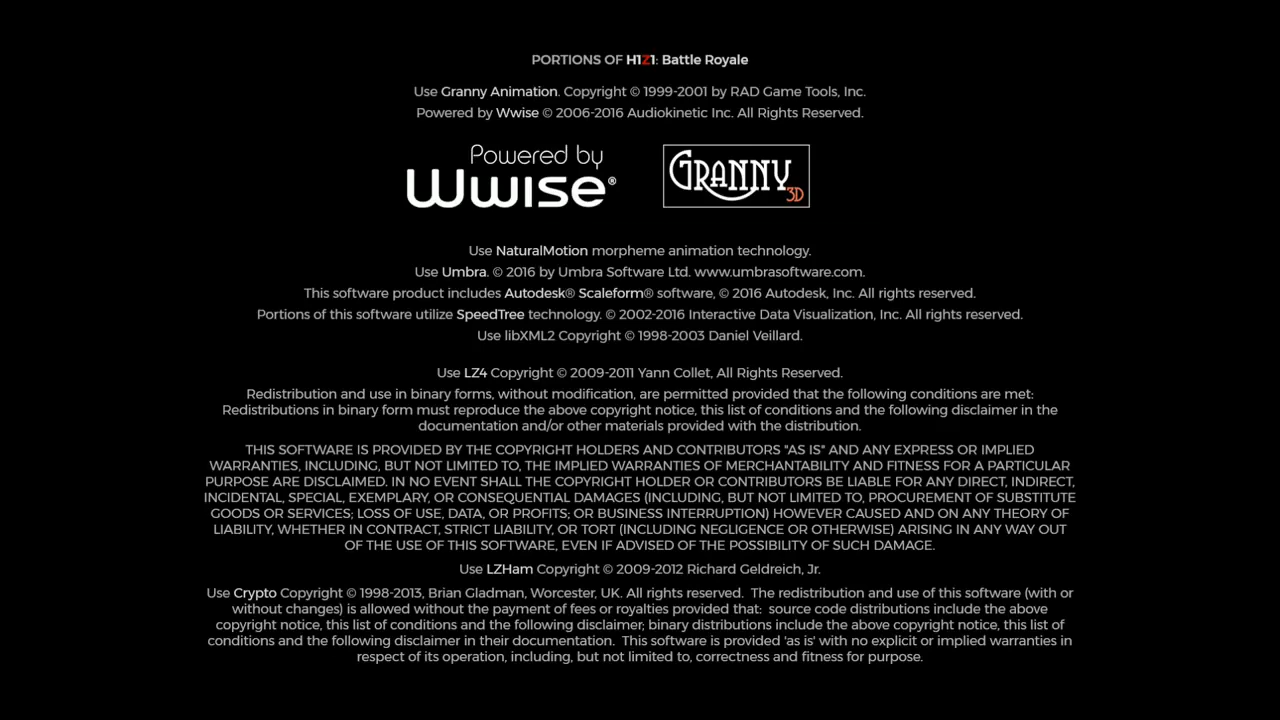 PORTIONS OF H1Z1: Battle Royale
Use Granny Animation. Copyright © 1999-2001 by RAD Game Tools, Inc.
Powered by Wwise © 2006-2016 Audiokinetic Inc. All Rights Reserved.
Powered by
Wwise®
GRANNY
3D
Use NaturalMotion morpheme animation technology.
Use Umbra. © 2016 by Umbra Software Ltd. www.umbrasoftware.com.
This software product includes Autodesk® Scaleform® software, © 2016 Autodesk, Inc. All rights reserved.
Portions of this software utilize SpeedTree technology. © 2002-2016 Interactive Data Visualization, Inc. All rights reserved.
Use libXML2 Copyright © 1998-2003 Daniel Veillard.
Use LZ4 Copyright © 2009-2011 Yann Collet, All Rights Reserved.
Redistribution and use in binary forms, without modification, are permitted provided that the following conditions are met:
Redistributions in binary form must reproduce the above copyright notice, this list of conditions and the following disclaimer in the
documentation and/or other materials provided with the distribution.
THIS SOFTWARE IS PROVIDED BY THE COPYRIGHT HOLDERS AND CONTRIBUTORS "AS IS" AND ANY EXPRESS OR IMPLIED
WARRANTIES, INCLUDING, BUT NOT LIMITED TO, THE IMPLIED WARRANTIES OF MERCHANTABILITY AND FITNESS FOR A PARTICULAR
PURPOSE ARE DISCLAIMED. IN NO EVENT SHALL THE COPYRIGHT HOLDER OR CONTRIBUTORS BE LIABLE FOR ANY DIRECT, INDIRECT,
INCIDENTAL, SPECIAL, EXEMPLARY, OR CONSEQUENTIAL DAMAGES (INCLUDING, BUT NOT LIMITED TO, PROCUREMENT OF SUBSTITUTE
GOODS OR SERVICES; LOSS OF USE, DATA, OR PROFITS; OR BUSINESS INTERRUPTION) HOWEVER CAUSED AND ON ANY THEORY OF
LIABILITY, WHETHER IN CONTRACT, STRICT LIABILITY, OR TORT (INCLUDING NEGLIGENCE OR OTHERWISE) ARISING IN ANY WAY OUT
OF THE USE OF THIS SOFTWARE, EVEN IF ADVISED OF THE POSSIBILITY OF SUCH DAMAGE.
Use LZHam Copyright © 2009-2012 Richard Geldreich, Jr.
Use Crypto Copyright © 1998-2013, Brian Gladman, Worcester, UK. All rights reserved.  The redistribution and use of this software (with or
without changes) is allowed without the payment of fees or royalties provided that:  source code distributions include the above
copyright notice, this list of conditions and the following disclaimer; binary distributions include the above copyright notice, this list of
conditions and the following disclaimer in their documentation.  This software is provided 'as is' with no explicit or implied warranties in
respect of its operation, including, but not limited to, correctness and fitness for purpose.